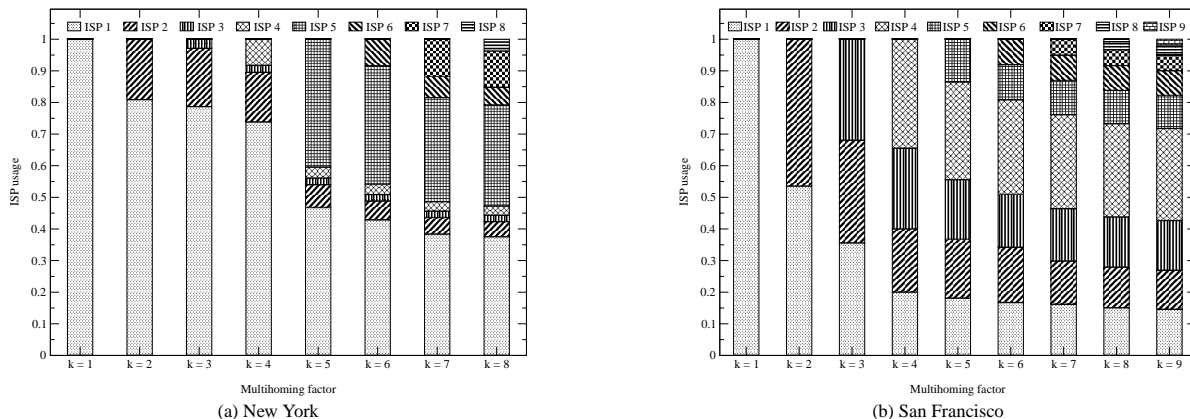 ISP 1 ISP 2 ISP 3 ISP 4 ISP 5 ISP 6 ISP 7 ISP 8
1
0.9
0.8
0.7
0.6
0.5
0.4
0.3
0.2
0.1
0
ISP usage
k = 1 k = 2 k = 3 k = 4 k = 5 k = 6 k = 7 k = 8
Multihoming factor
(a) New York
ISP 1 ISP 2 ISP 3 ISP 4 ISP 5 ISP 6 ISP 7 ISP 8 ISP 9
1
0.9
0.8
0.7
0.6
0.5
0.4
0.3
0.2
0.1
0
ISP usage
k = 1 k = 2 k = 3 k = 4 k = 5 k = 6 k = 7 k = 8 k = 9
Multihoming factor
(b) San Francisco